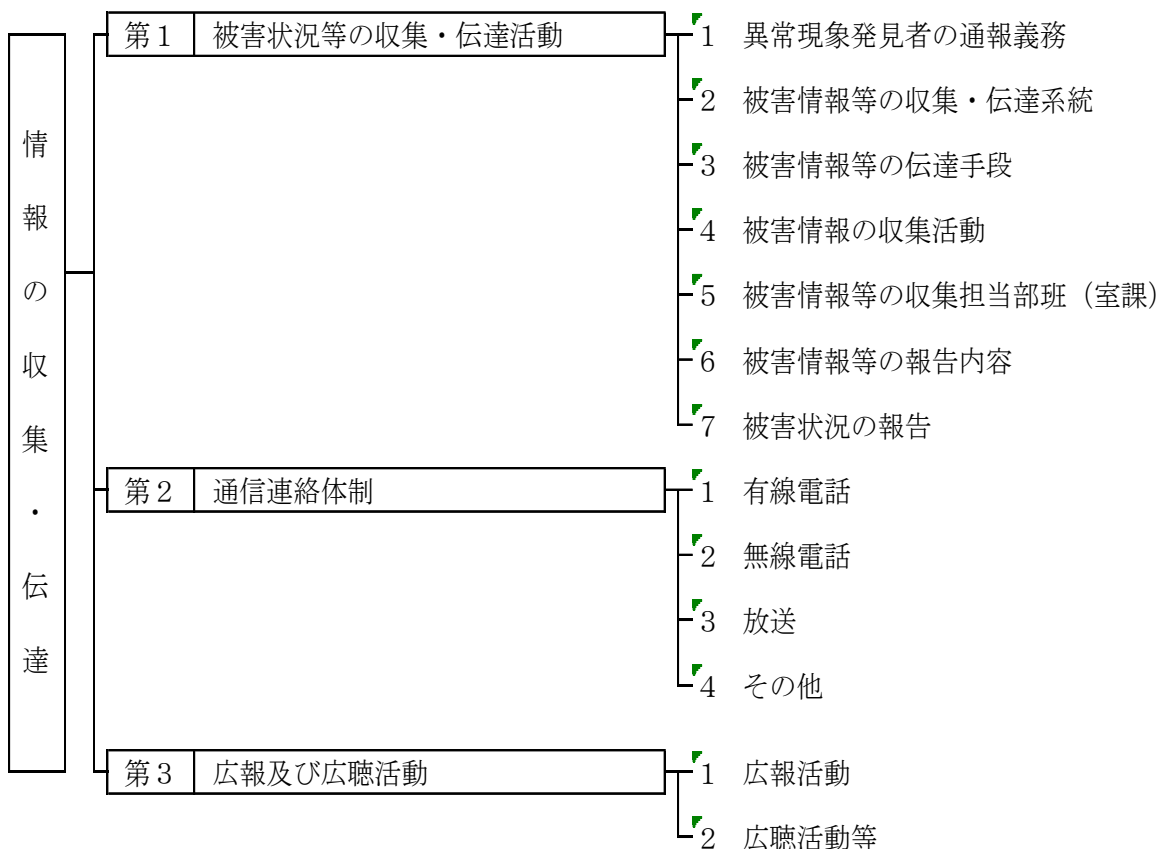 情報の収集・伝達
第１ 被害状況等の収集・伝達活動
１ 異常現象発見者の通報義務
２ 被害情報等の収集・伝達系統
３ 被害情報等の伝達手段
４ 被害情報の収集活動
５ 被害情報等の収集担当部班（室課）
６ 被害情報等の報告内容
７ 被害状況の報告
第２ 通信連絡体制
１ 有線電話
２ 無線電話
３ 放送
４ その他
第３ 広報及び広聴活動
１ 広報活動
２ 広聴活動等